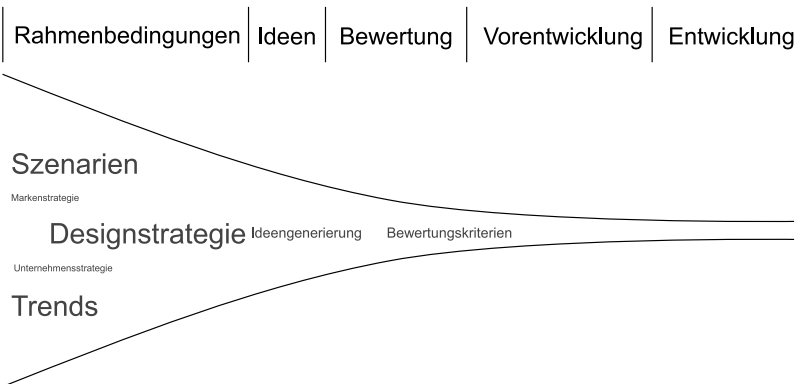 Rahmenbedingungen Ideen Bewertung Vorentwicklung Entwicklung
Szenarien
Markenstrategie
Designstrategie Ideengenerierung Bewertungskriterien
Unternehmensstrategie
Trends